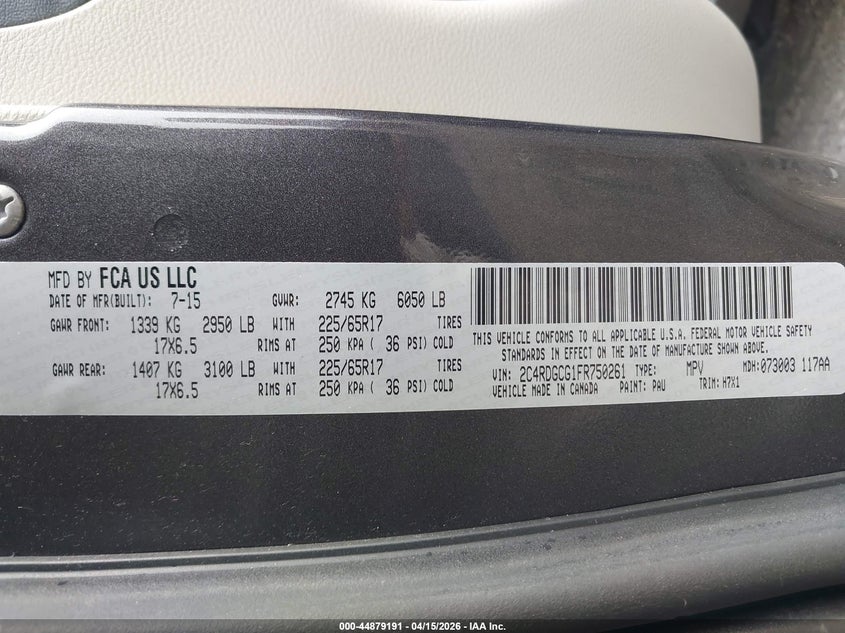 MFD BY FCA US LLC
DATE OF MFR(BUILT): 7-15 GVWR: 2745 KG 6050 LB
GAWR FRONT: 1339 KG 2950 LB WITH 225/65R17 TIRES
17X6.5 RIMS AT 250 KPA ( 36 PSI) COLD
GAWR REAR: 1407 KG 3100 LB WITH 225/65R17 TIRES
17X6.5 RIMS AT 250 KPA ( 36 PSI) COLD
THIS VEHICLE CONFORMS TO ALL APPLICABLE U.S.A. FEDERAL MOTOR VEHICLE SAFETY
STANDARDS IN EFFECT ON THE DATE OF MANUFACTURE SHOWN ABOVE.
VIN: 2C4RDGCG1FR750261 TYPE: MPV MDH:073003 117AA
VEHICLE MADE IN CANADA PAINT: PAU TRIM: H7X1
000-44879191 - 04/15/2026 - IAA Inc.